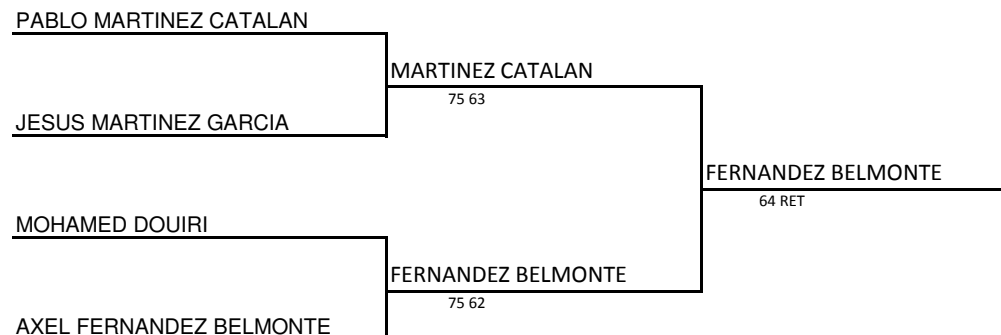 PABLO MARTINEZ CATALAN
MARTINEZ CATALAN
75 63
JESUS MARTINEZ GARCIA
FERNANDEZ BELMONTE
64 RET
MOHAMED DOUIRI
FERNANDEZ BELMONTE
75 62
AXEL FERNANDEZ BELMONTE